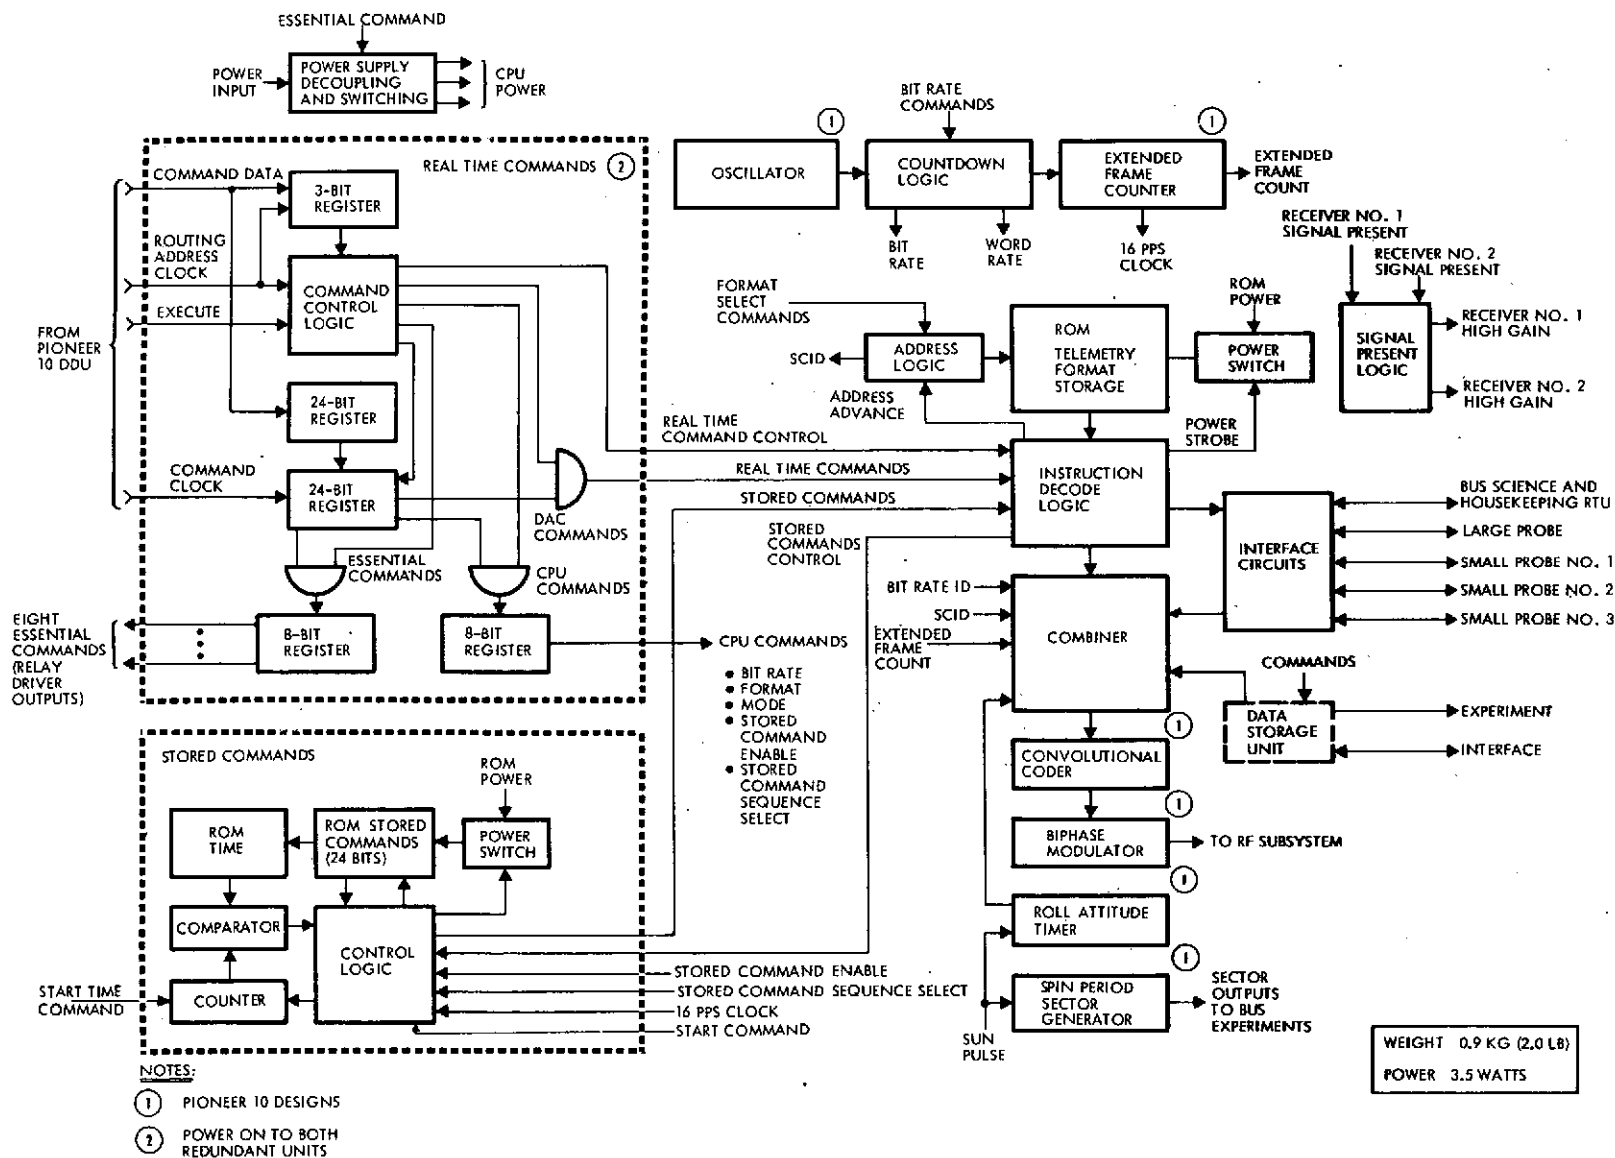 ESSENTIAL COMMAND
POWER INPUT
POWER SUPPLY
DECOUPLING
AND SWITCHING
CPU
POWER
REAL TIME COMMANDS 2
COMMAND DATA
3-BIT
REGISTER
ROUTING
ADDRESS
CLOCK
COMMAND
CONTROL
LOGIC
EXECUTE
FROM
PIONEER
10 DDU
24-BIT
REGISTER
COMMAND
CLOCK
24-BIT
REGISTER
DAC
COMMANDS
ESSENTIAL
COMMANDS
CPU
COMMANDS
EIGHT
ESSENTIAL
COMMANDS
(RELAY
DRIVER
OUTPUTS)
8-BIT
REGISTER
8-BIT
REGISTER
CPU COMMANDS
• BIT RATE
• FORMAT
• MODE
• STORED
COMMAND
ENABLE
• STORED
COMMAND
SEQUENCE
SELECT
STORED COMMANDS
ROM
POWER
ROM
TIME
ROM STORED
COMMANDS
(24 BITS)
POWER
SWITCH
COMPARATOR
CONTROL
LOGIC
START TIME
COMMAND
COUNTER
STORED COMMAND ENABLE
STORED COMMAND SEQUENCE SELECT
16 PPS CLOCK
START COMMAND
BIT RATE
COMMANDS
1
1
OSCILLATOR
COUNTDOWN
LOGIC
EXTENDED
FRAME
COUNTER
EXTENDED
FRAME
COUNT
BIT
RATE
WORD
RATE
16 PPS
CLOCK
RECEIVER NO. 1
SIGNAL PRESENT
RECEIVER NO. 2
SIGNAL PRESENT
SIGNAL
PRESENT
LOGIC
RECEIVER NO. 1
HIGH GAIN
RECEIVER NO. 2
HIGH GAIN
FORMAT
SELECT
COMMANDS
SCID
ADDRESS
LOGIC
ROM
TELEMETRY
FORMAT
STORAGE
ROM
POWER
POWER
SWITCH
ADDRESS
ADVANCE
POWER
STROBE
REAL TIME
COMMAND CONTROL
REAL TIME COMMANDS
STORED COMMANDS
STORED
COMMANDS
CONTROL
INSTRUCTION
DECODE
LOGIC
INTERFACE
CIRCUITS
BUS SCIENCE AND
HOUSEKEEPING RTU
LARGE PROBE
SMALL PROBE NO. 1
SMALL PROBE NO. 2
SMALL PROBE NO. 3
BIT RATE ID
SCID
EXTENDED
FRAME
COUNT
COMBINER
COMMANDS
DATA
STORAGE
UNIT
EXPERIMENT
INTERFACE
1
CONVOLUTIONAL
CODER
1
BIPHASE
MODULATOR
TO RF SUBSYSTEM
1
ROLL ATTITUDE
TIMER
1
SPIN PERIOD
SECTOR
GENERATOR
SECTOR
OUTPUTS
TO BUS
EXPERIMENTS
SUN
PULSE
WEIGHT 0.9 KG (2.0 LB)
POWER 3.5 WATTS
NOTES:
1 PIONEER 10 DESIGNS
2 POWER ON TO BOTH
REDUNDANT UNITS